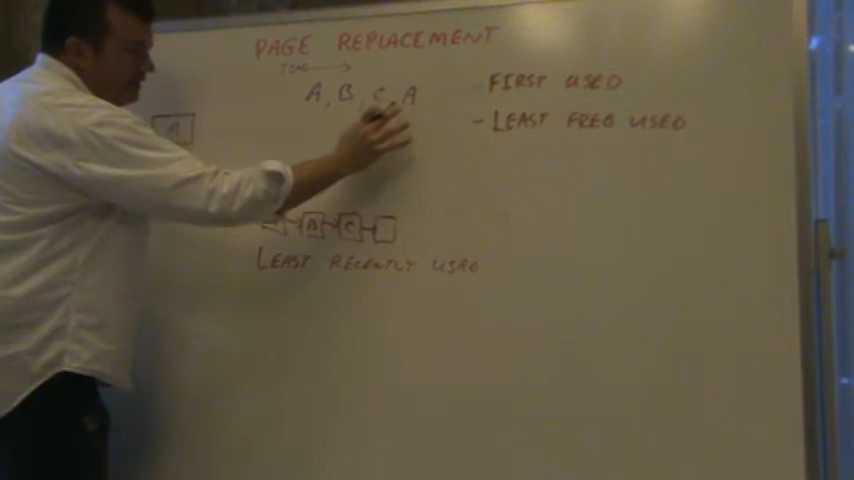 PAGE REPLACEMENT
A, B, C, A
FIRST USED
- LEAST FREQ USED
A
A C
LEAST RECENTLY USED